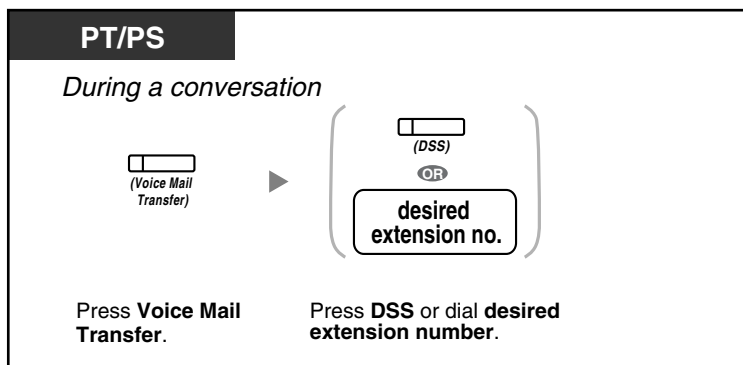 PT/PS
During a conversation
(Voice Mail
Transfer)
(DSS)
OR
desired
extension no.
Press Voice Mail
Transfer.
Press DSS or dial desired
extension number.